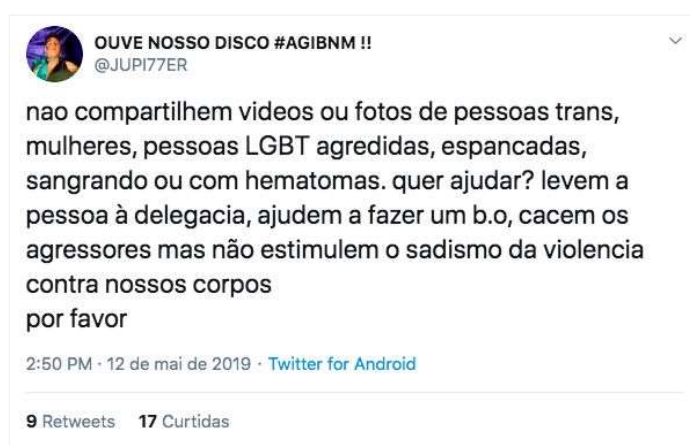 OUVE NOSSO DISCO #AGIBNM !!
@JUPI77ER
nao compartilhem videos ou fotos de pessoas trans,
mulheres, pessoas LGBT agredidas, espancadas,
sangrando ou com hematomas. quer ajudar? levem a
pessoa à delegacia, ajudem a fazer um b.o, cacem os
agressores mas não estimulem o sadismo da violencia
contra nossos corpos
por favor
2:50 PM · 12 de mai de 2019 · Twitter for Android
9 Retweets 17 Curtidas